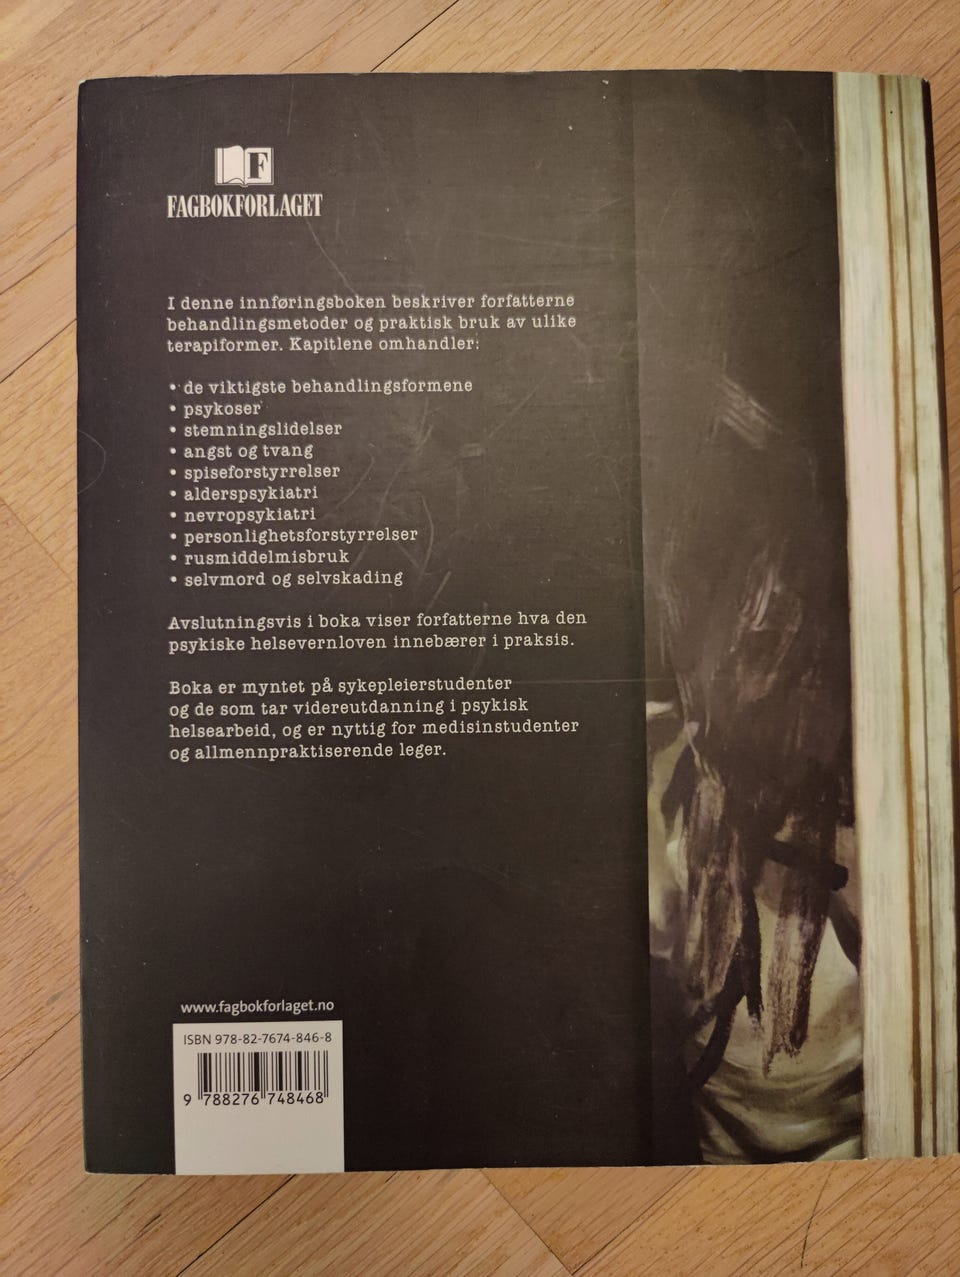 F
FAGBOKFORLAGET
I denne innføringsboken beskriver forfatterne
behandlingsmetoder og praktisk bruk av ulike
terapiformer. Kapitlene omhandler:
• de viktigste behandlingsformene
• psykoser
• stemningslidelser
• angst og tvang
• spiseforstyrrelser
• alderspsykiatri
• nevropsykiatri
• personlighetsforstyrrelser
• rusmiddelmisbruk
• selvmord og selvskading
Avslutningsvis i boka viser forfatterne hva den
psykiske helsevernloven innebærer i praksis.
Boka er myntet på sykepleierstudenter
og de som tar videreutdanning i psykisk
helsearbeid, og er nyttig for medisinstudenter
og allmennpraktiserende leger.
www.fagbokforlaget.no
ISBN 978-82-7674-846-8
9 788276 748468